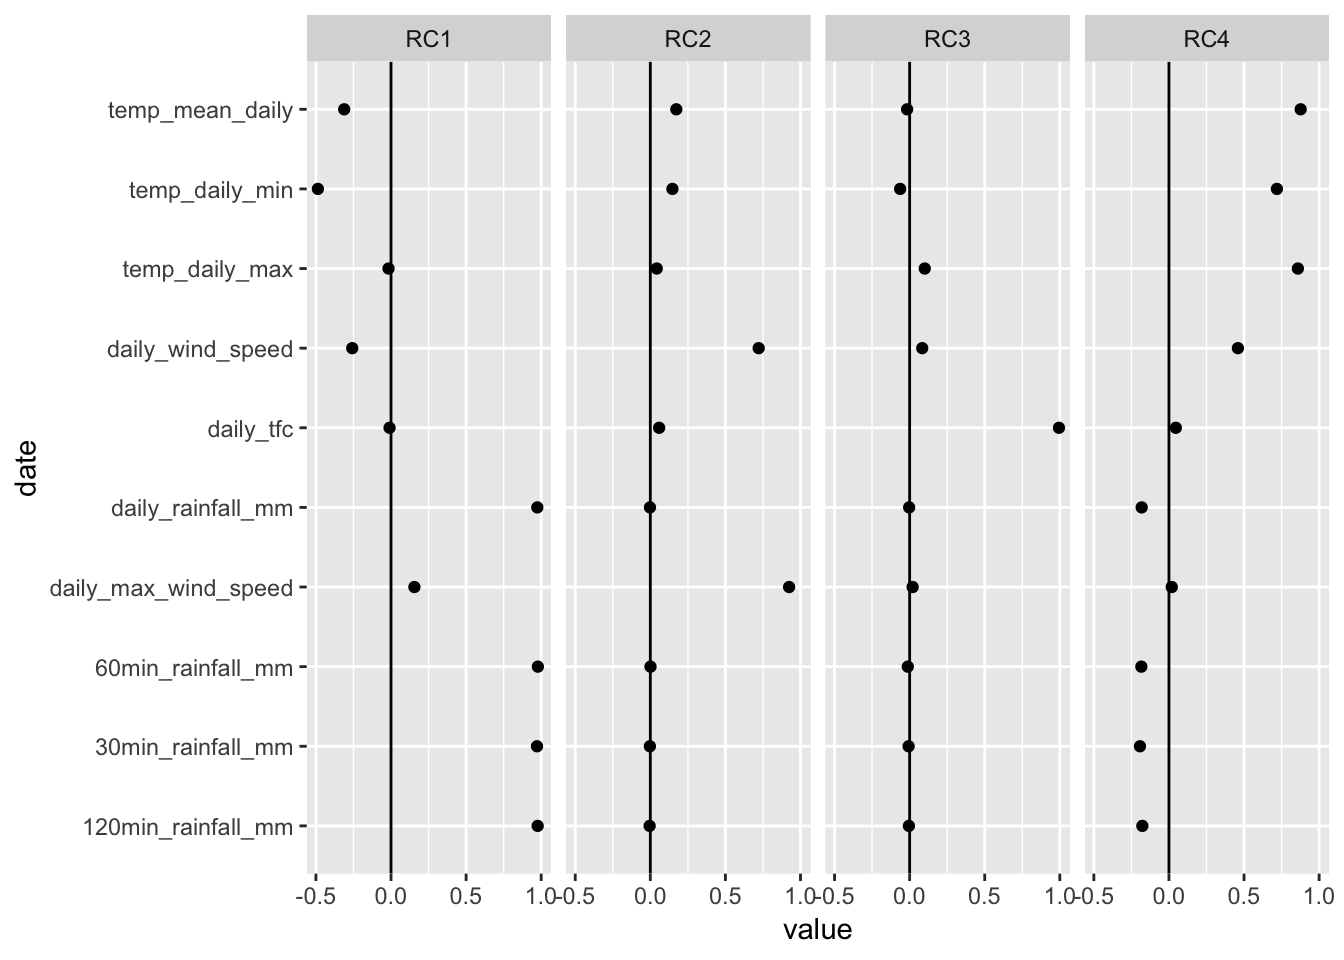 RC1 RC2 RC3 RC4
temp_mean_daily
temp_daily_min
temp_daily_max
daily_wind_speed
daily_tfc
daily_rainfall_mm
daily_max_wind_speed
60min_rainfall_mm
30min_rainfall_mm
120min_rainfall_mm
date
-0.5 0.0 0.5 1.0 -0.5 0.0 0.5 1.0 -0.5 0.0 0.5 1.0 -0.5 0.0 0.5 1.0
value